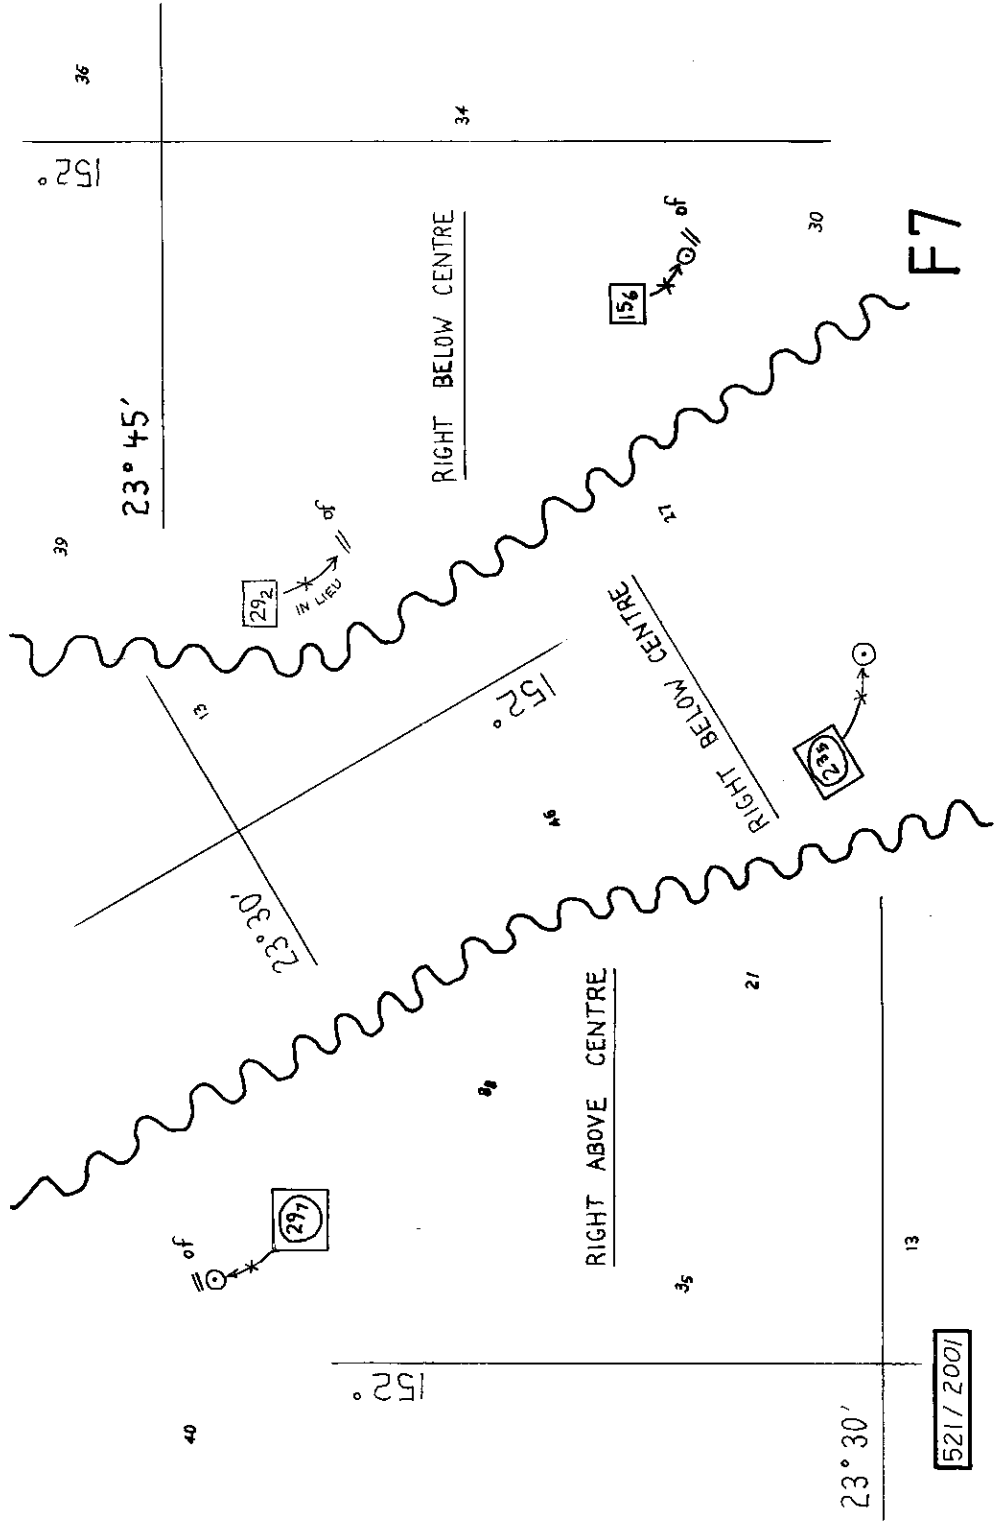 40
// of
29₇
152°
8₈
RIGHT ABOVE CENTRE
3₅
21
23° 30′
13
521 / 2001
13
23° 30′
152°
4₆
RIGHT BELOW CENTRE
27
23₅
39
36
152°
23° 45′
29₂
IN LIEU
// of
RIGHT BELOW CENTRE
34
15₆
// of
30
F7